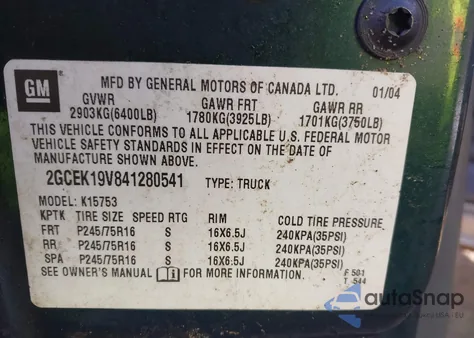 GM
MFD BY GENERAL MOTORS OF CANADA LTD. 01/04
GVWR GAWR FRT GAWR RR
2903KG(6400LB) 1780KG(3925LB) 1701KG(3750LB)
THIS VEHICLE CONFORMS TO ALL APPLICABLE U.S. FEDERAL MOTOR
VEHICLE SAFETY STANDARDS IN EFFECT ON THE DATE OF
MANUFACTURE SHOWN ABOVE.
2GCEK19V841280541 TYPE: TRUCK
MODEL: K15753
KPTK TIRE SIZE SPEED RTG RIM COLD TIRE PRESSURE
FRT P245/75R16 S 16X6.5J 240KPA(35PSI)
RR P245/75R16 S 16X6.5J 240KPA(35PSI)
SPA P245/75R16 S 16X6.5J 240KPA(35PSI)
SEE OWNER'S MANUAL FOR MORE INFORMATION.
F 501
T 544
autoSnap